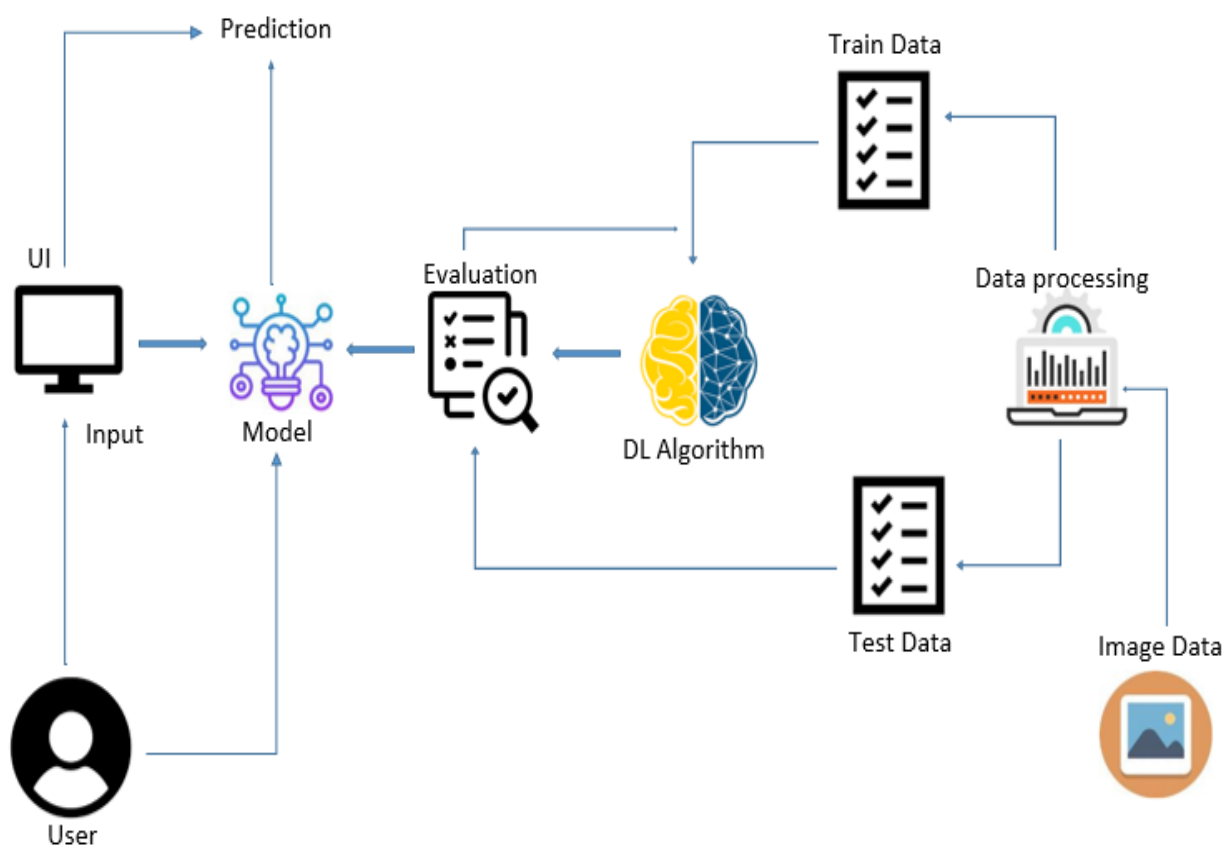 Prediction
Train Data
UI
Evaluation
Data processing
Input
Model
DL Algorithm
Test Data
Image Data
User